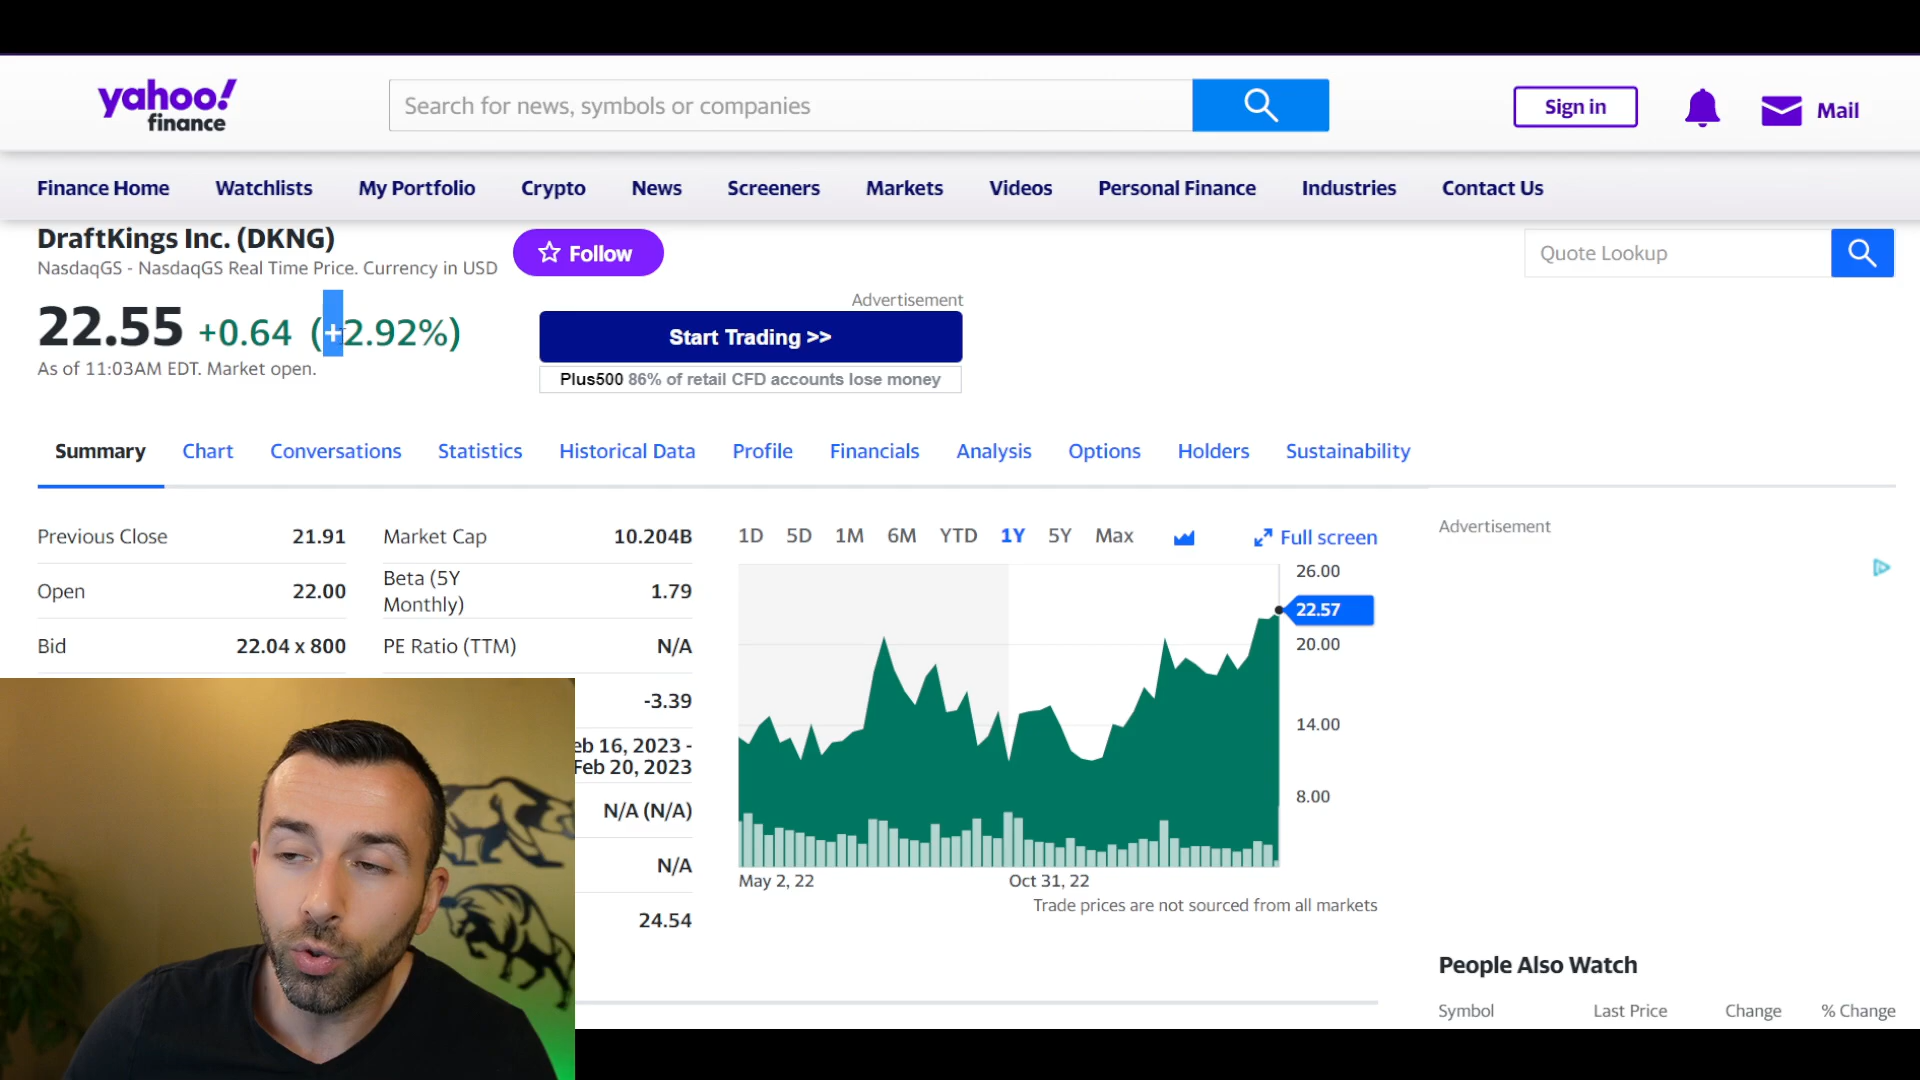 yahoo!
finance
Search for news, symbols or companies
Sign in
Mail
Finance Home
Watchlists
My Portfolio
Crypto
News
Screeners
Markets
Videos
Personal Finance
Industries
Contact Us
DraftKings Inc. (DKNG)
NasdaqGS - NasdaqGS Real Time Price. Currency in USD
Follow
Quote Lookup
22.55 +0.64 (+2.92%)
As of 11:03AM EDT. Market open.
Advertisement
Start Trading >>
Plus500 86% of retail CFD accounts lose money
Summary
Chart
Conversations
Statistics
Historical Data
Profile
Financials
Analysis
Options
Holders
Sustainability
Previous Close 21.91
Open 22.00
Bid 22.04 x 800
Market Cap 10.204B
Beta (5Y
Monthly) 1.79
PE Ratio (TTM) N/A
-3.39
eb 16, 2023 -
Feb 20, 2023
N/A (N/A)
N/A
24.54
1D 5D 1M 6M YTD 1Y 5Y Max
Full screen
26.00
22.57
20.00
14.00
8.00
May 2, 22
Oct 31, 22
Trade prices are not sourced from all markets
Advertisement
People Also Watch
Symbol Last Price Change % Change